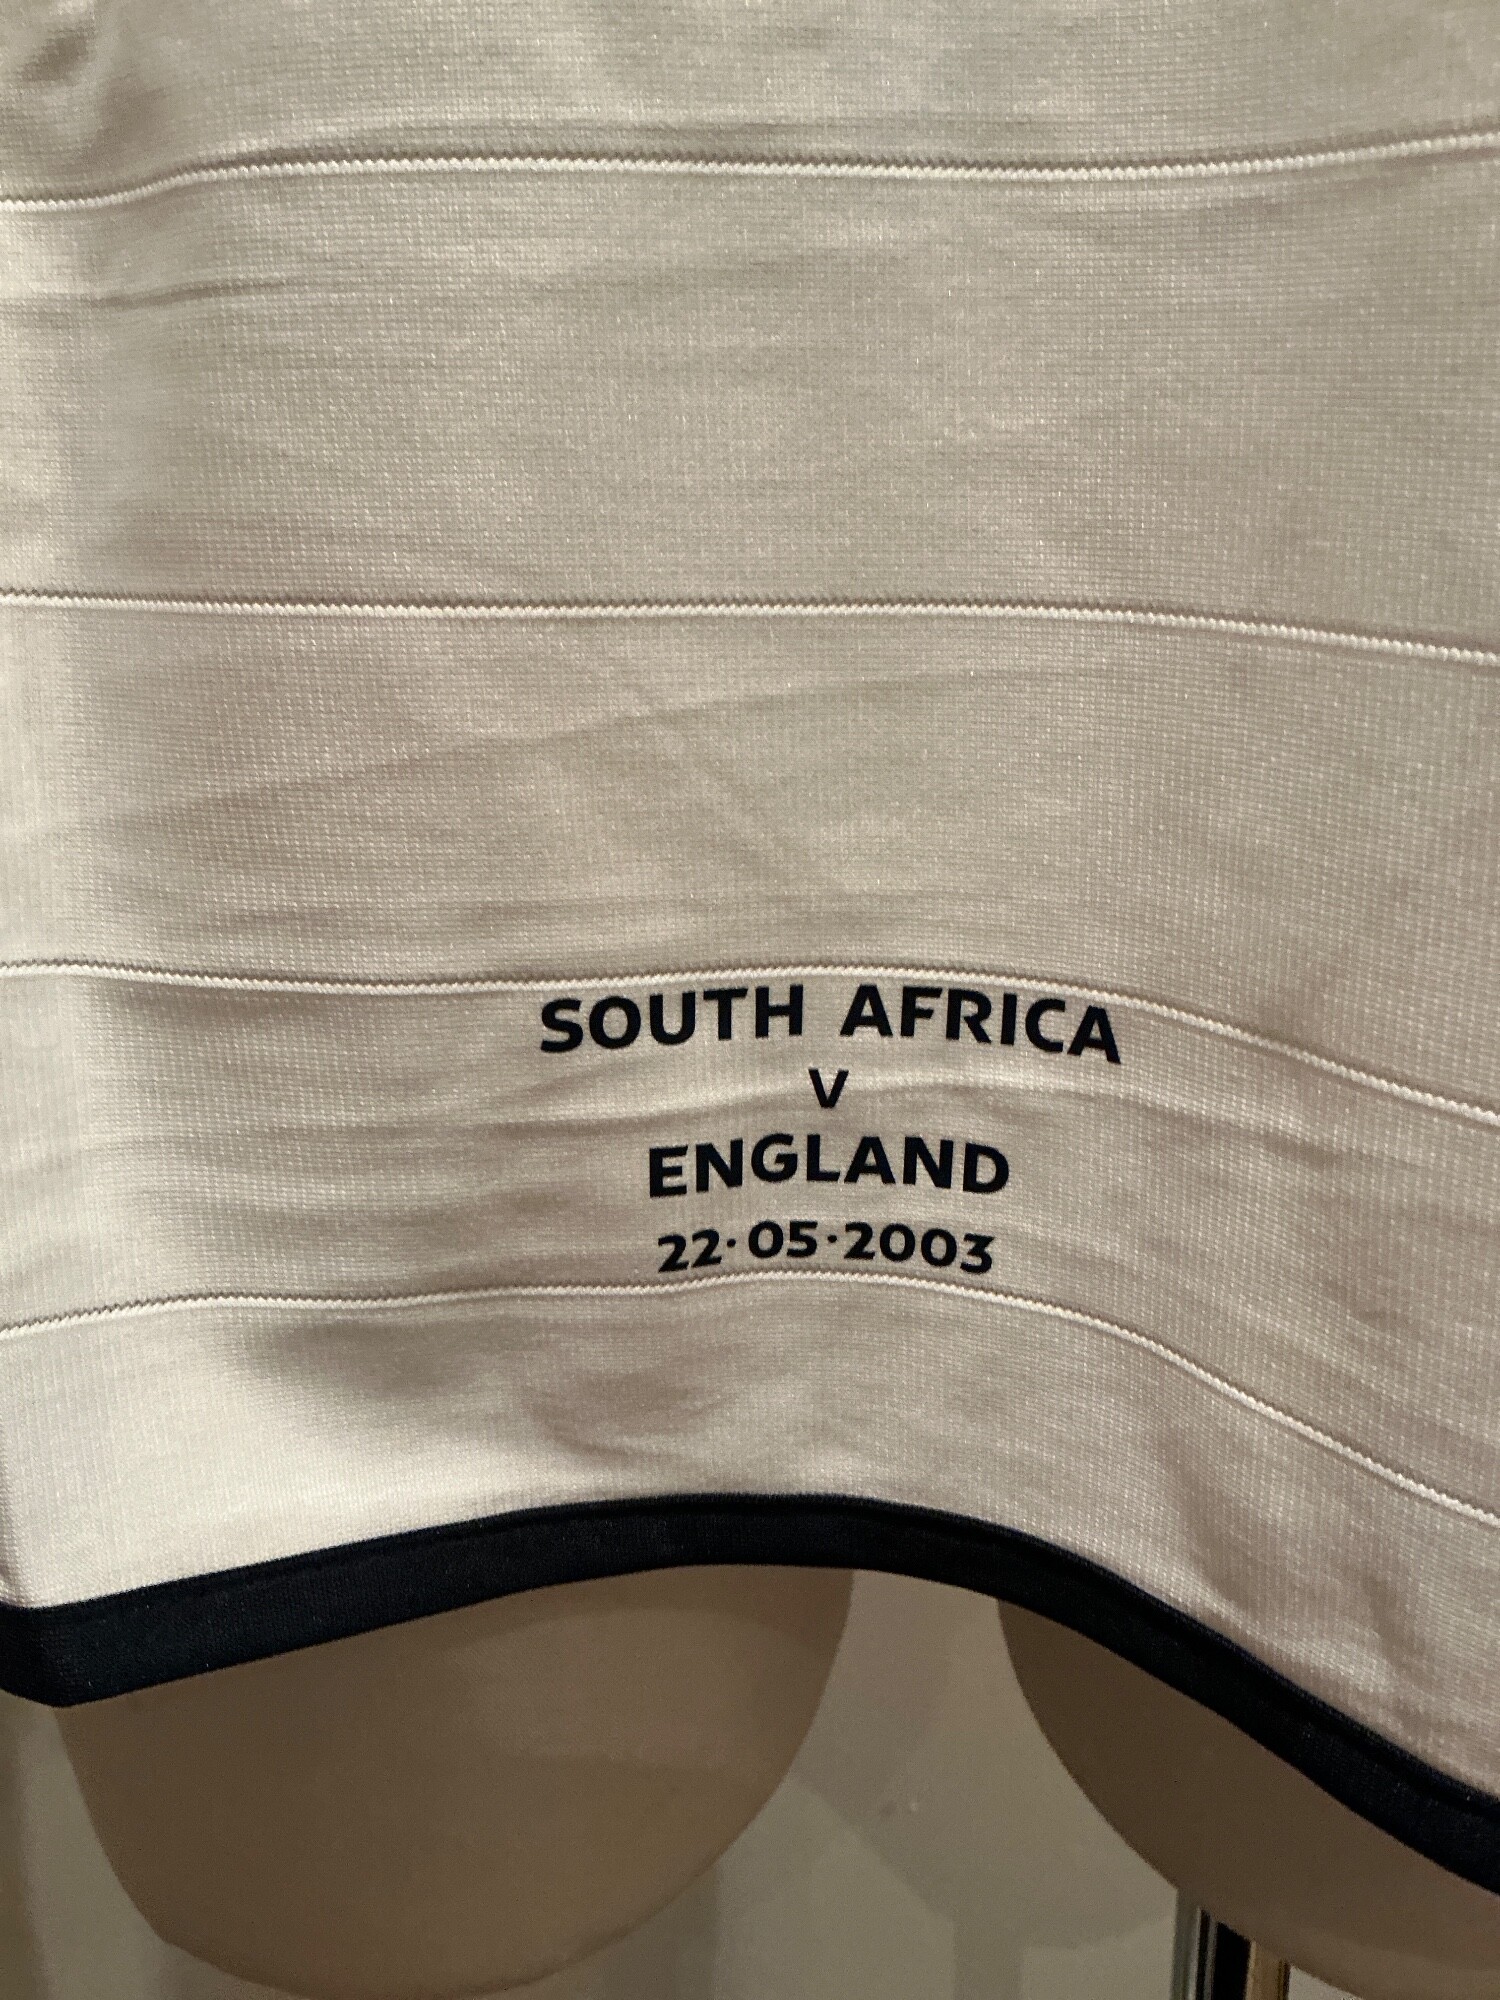 SOUTH AFRICA
V
ENGLAND
22·05·2003